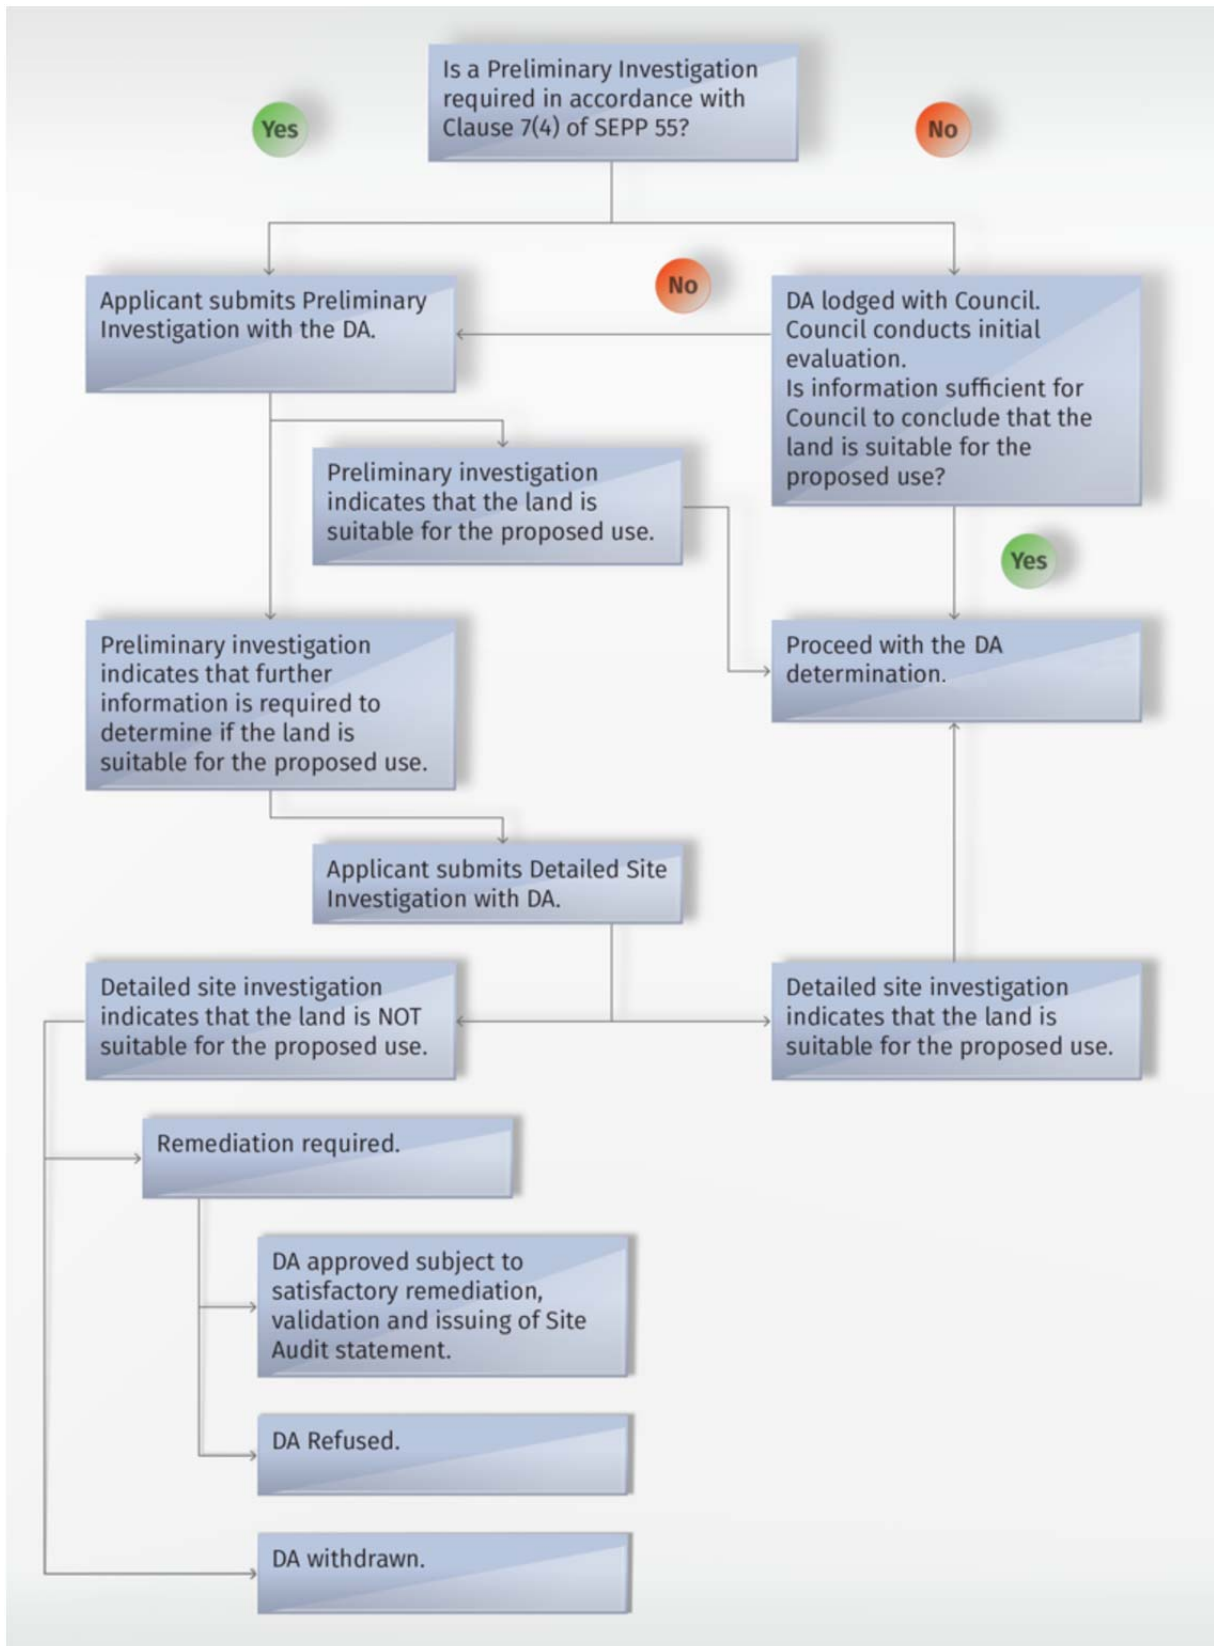 Is a Preliminary Investigation
required in accordance with
Clause 7(4) of SEPP 55?
Yes
No
Applicant submits Preliminary
Investigation with the DA.
No
DA lodged with Council.
Council conducts initial
evaluation.
Is information sufficient for
Council to conclude that the
land is suitable for the
proposed use?
Preliminary investigation
indicates that the land is
suitable for the proposed use.
Yes
Preliminary investigation
indicates that further
information is required to
determine if the land is
suitable for the proposed use.
Proceed with the DA
determination.
Applicant submits Detailed Site
Investigation with DA.
Detailed site investigation
indicates that the land is NOT
suitable for the proposed use.
Detailed site investigation
indicates that the land is
suitable for the proposed use.
Remediation required.
DA approved subject to
satisfactory remediation,
validation and issuing of Site
Audit statement.
DA Refused.
DA withdrawn.